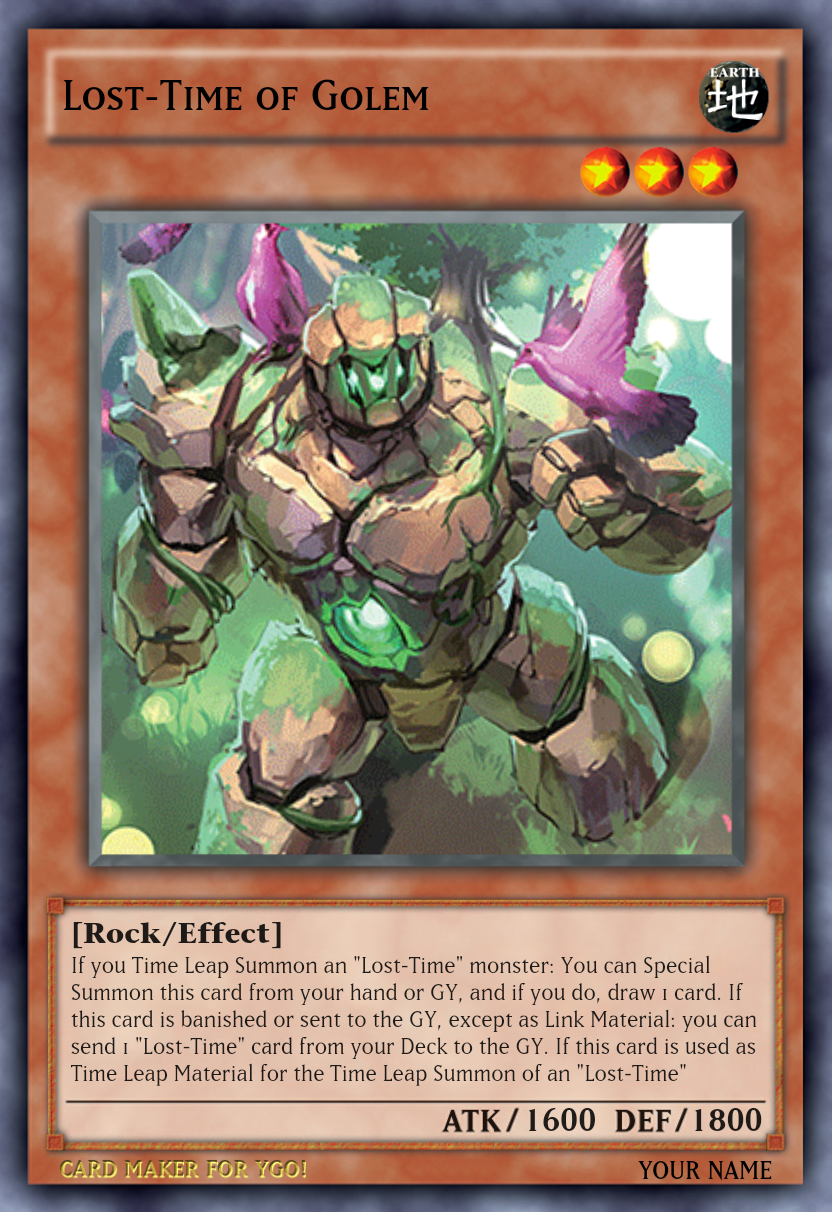 Lost-Time of Golem
EARTH
地
[Rock/Effect]
If you Time Leap Summon an "Lost-Time" monster: You can Special
Summon this card from your hand or GY, and if you do, draw 1 card. If
this card is banished or sent to the GY, except as Link Material: you can
send 1 "Lost-Time" card from your Deck to the GY. If this card is used as
Time Leap Material for the Time Leap Summon of an "Lost-Time"
ATK/1600 DEF/1800
CARD MAKER FOR YGO!
YOUR NAME